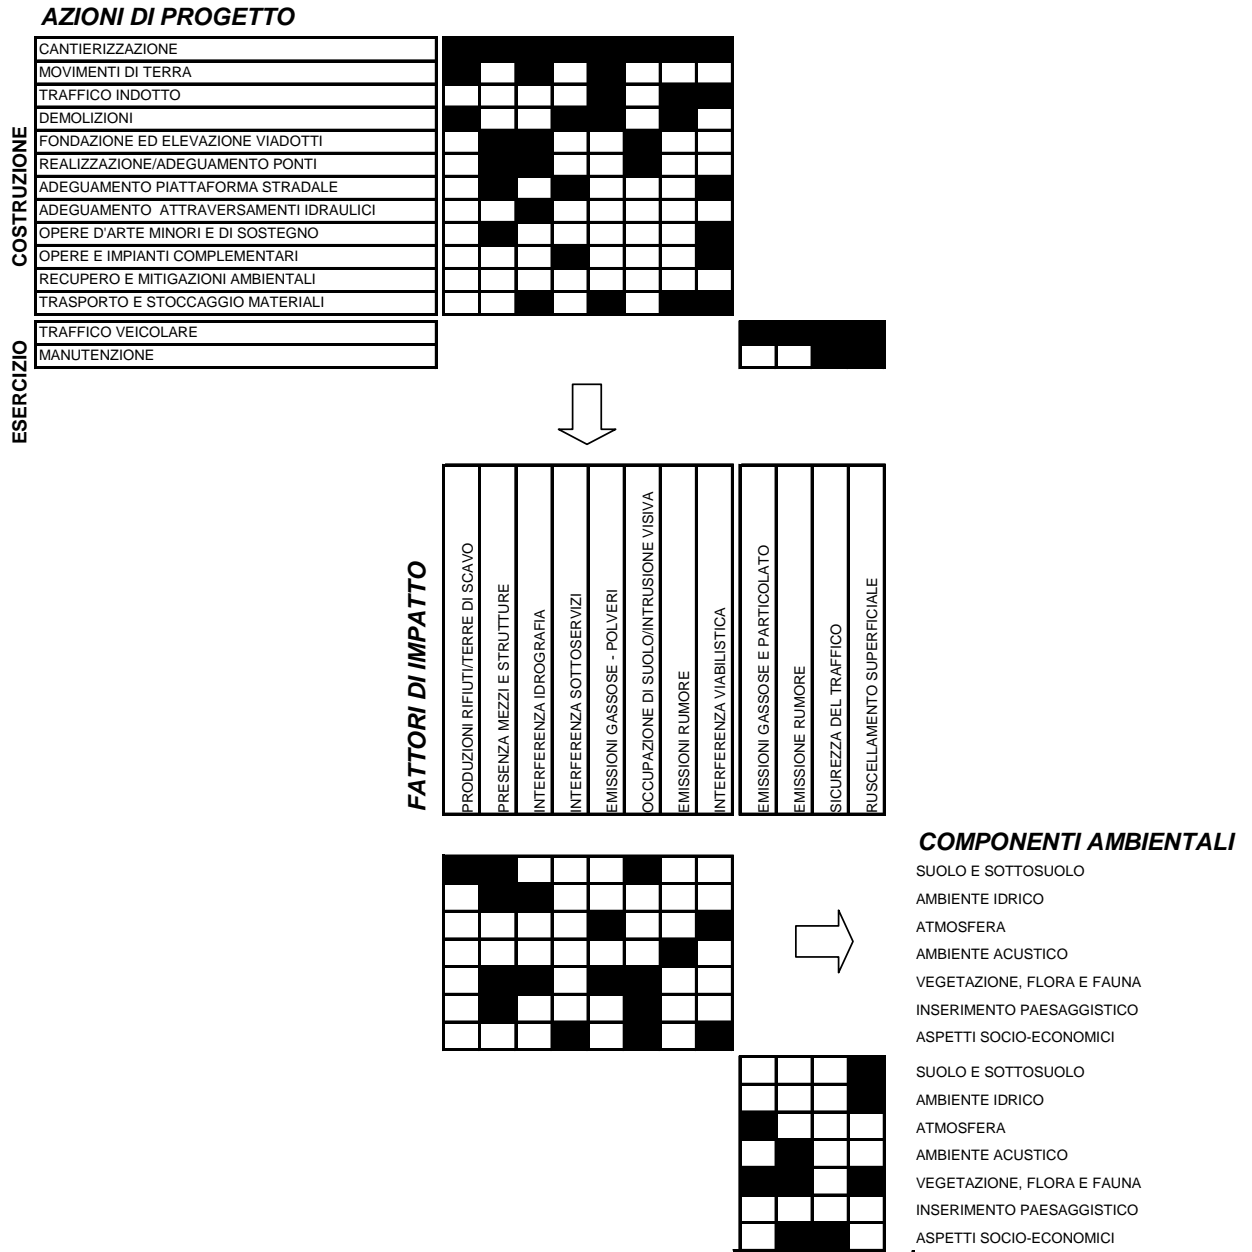 AZIONI DI PROGETTO
COSTRUZIONE
CANTIERIZZAZIONE
MOVIMENTI DI TERRA
TRAFFICO INDOTTO
DEMOLIZIONI
FONDAZIONE ED ELEVAZIONE VIADOTTI
REALIZZAZIONE/ADEGUAMENTO PONTI
ADEGUAMENTO PIATTAFORMA STRADALE
ADEGUAMENTO ATTRAVERSAMENTI IDRAULICI
OPERE D'ARTE MINORI E DI SOSTEGNO
OPERE E IMPIANTI COMPLEMENTARI
RECUPERO E MITIGAZIONI AMBIENTALI
TRASPORTO E STOCCAGGIO MATERIALI
ESERCIZIO
TRAFFICO VEICOLARE
MANUTENZIONE
FATTORI DI IMPATTO
PRODUZIONI RIFIUTI/TERRE DI SCAVO
PRESENZA MEZZI E STRUTTURE
INTERFERENZA IDROGRAFIA
INTERFERENZA SOTTOSERVIZI
EMISSIONI GASSOSE - POLVERI
OCCUPAZIONE DI SUOLO/INTRUSIONE VISIVA
EMISSIONI RUMORE
INTERFERENZA VIABILISTICA
EMISSIONI GASSOSE E PARTICOLATO
EMISSIONE RUMORE
SICUREZZA DEL TRAFFICO
RUSCELLAMENTO SUPERFICIALE
COMPONENTI AMBIENTALI
SUOLO E SOTTOSUOLO
AMBIENTE IDRICO
ATMOSFERA
AMBIENTE ACUSTICO
VEGETAZIONE, FLORA E FAUNA
INSERIMENTO PAESAGGISTICO
ASPETTI SOCIO-ECONOMICI
SUOLO E SOTTOSUOLO
AMBIENTE IDRICO
ATMOSFERA
AMBIENTE ACUSTICO
VEGETAZIONE, FLORA E FAUNA
INSERIMENTO PAESAGGISTICO
ASPETTI SOCIO-ECONOMICI